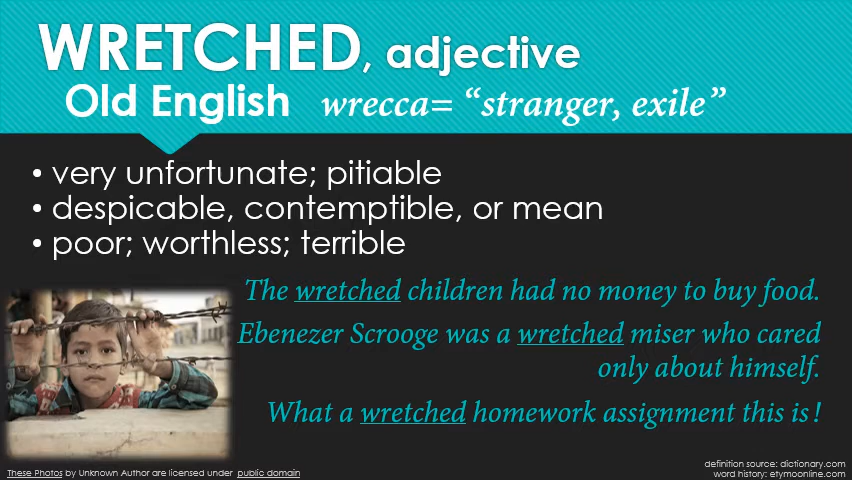 WRETCHED, adjective
Old English wrecca= “stranger, exile”
• very unfortunate; pitiable
• despicable, contemptible, or mean
• poor; worthless; terrible
The wretched children had no money to buy food.
Ebenezer Scrooge was a wretched miser who cared
only about himself.
What a wretched homework assignment this is!
These Photos by Unknown Author are licensed under public domain
definition source: dictionary.com
word history: etymoonline.com